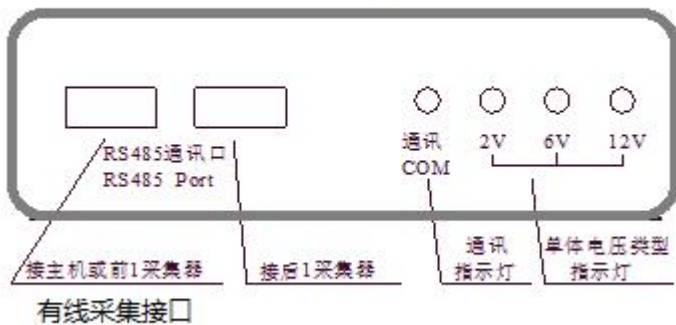 RS485通讯口
RS485 Port
通讯
COM
2V
6V
12V
接主机或前1采集器
接后1采集器
通讯
指示灯
单体电压类型
指示灯
有线采集接口